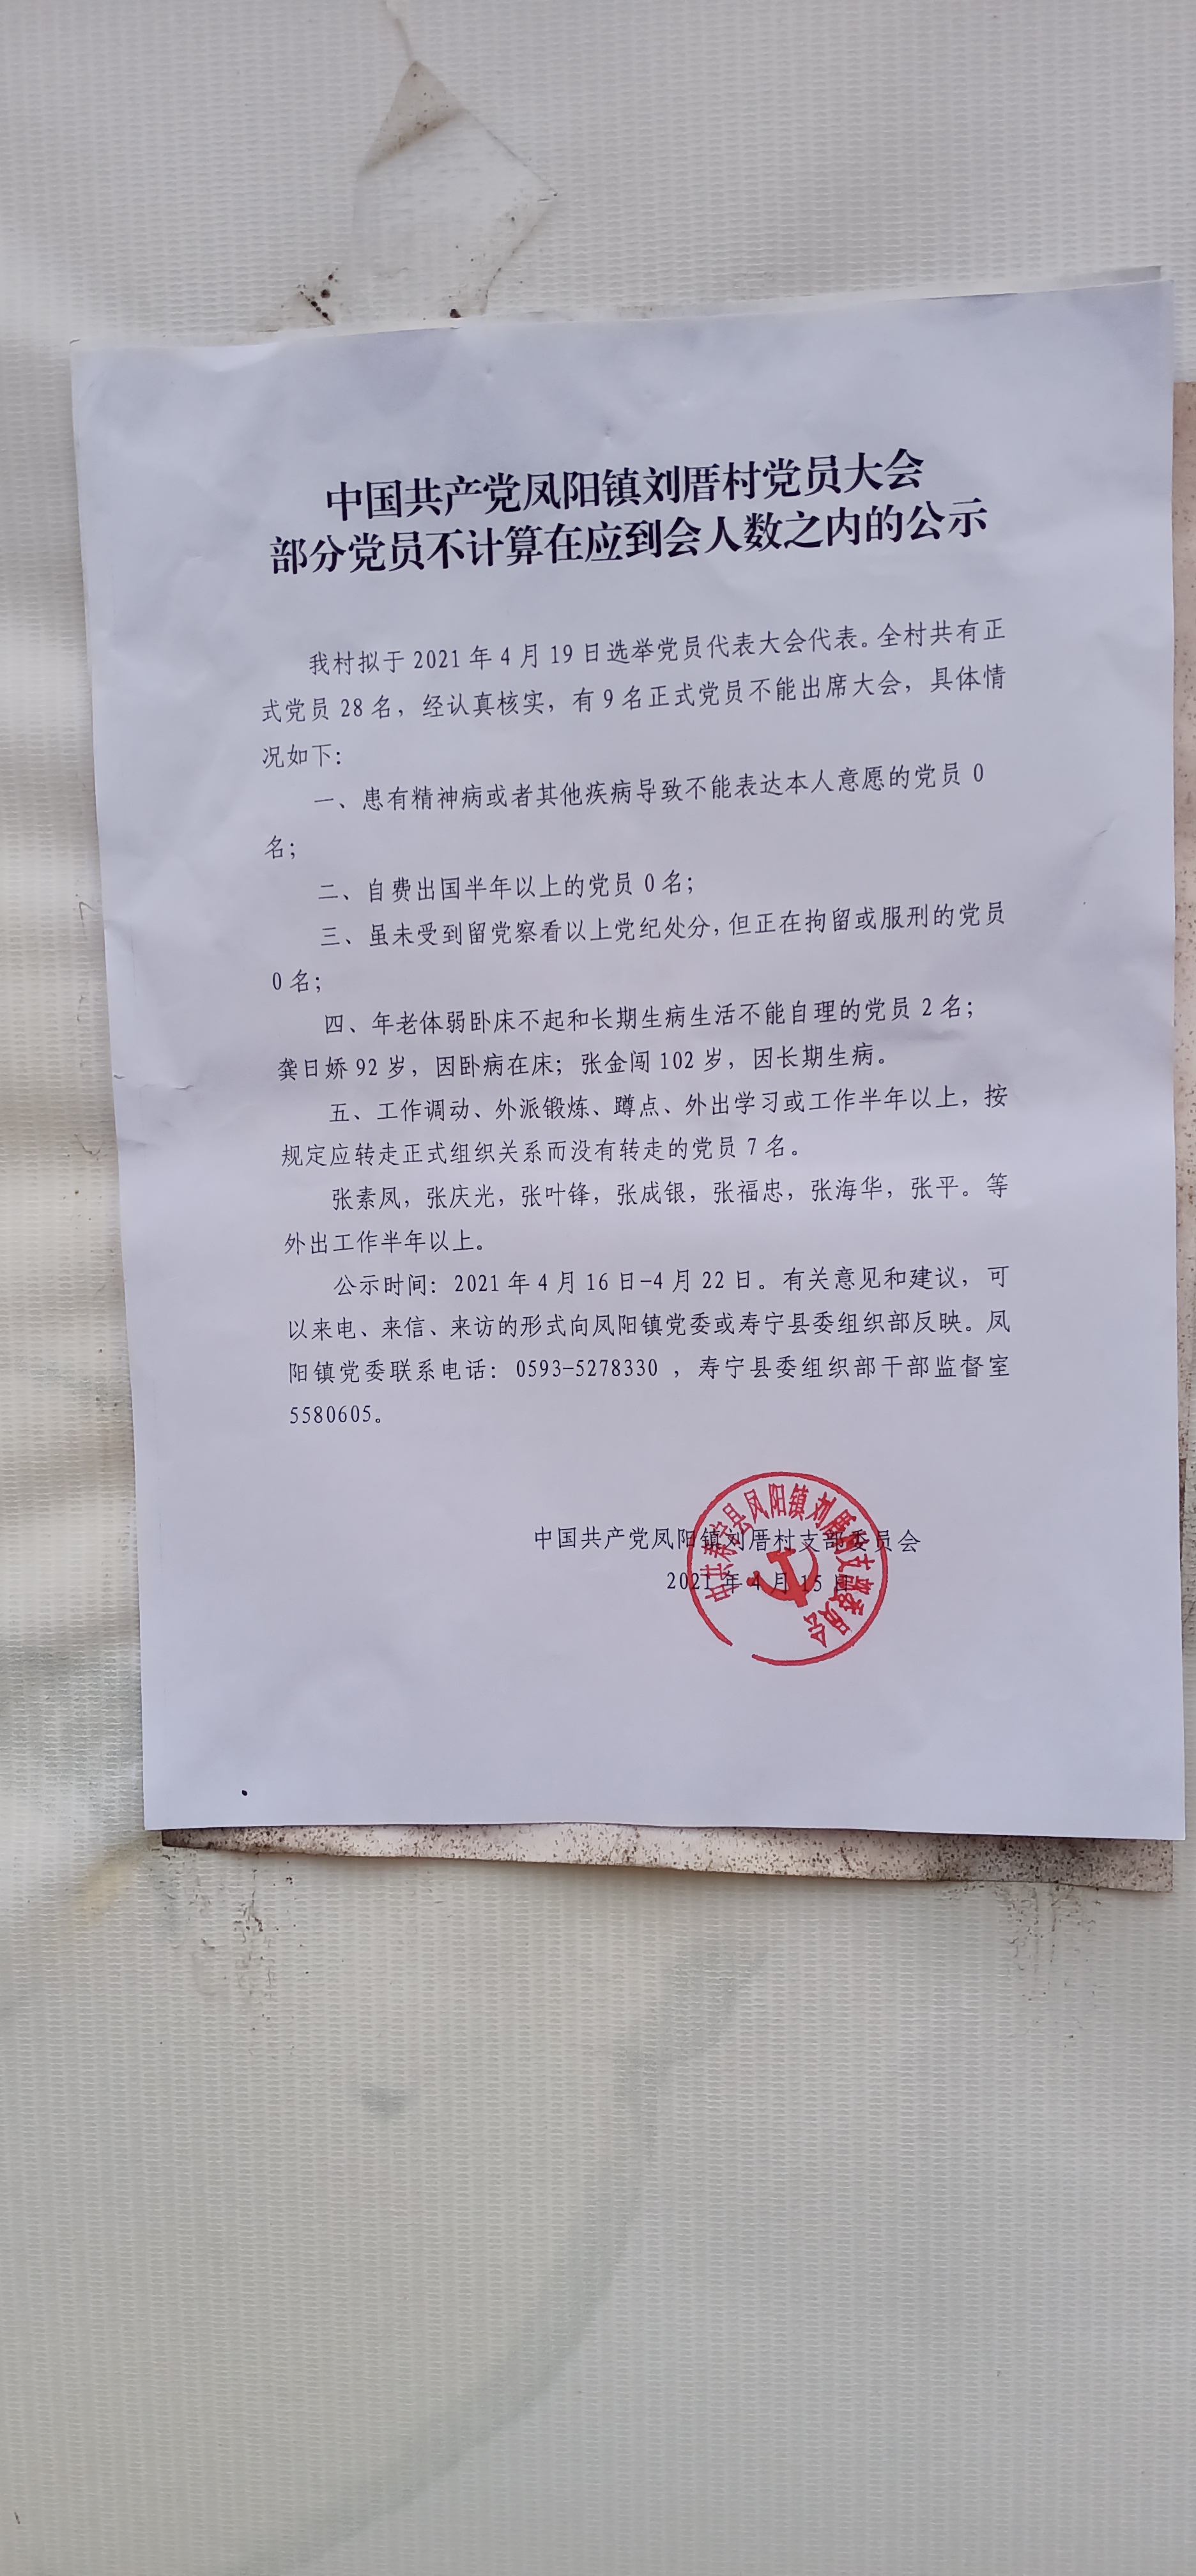 中国共产党凤阳镇刘厝村党员大会
部分党员不计算在应到会人数之内的公示
我村拟于2021年4月19日选举党员代表大会代表。全村共有正
式党员28名，经认真核实，有9名正式党员不能出席大会，具体情
况如下：
一、患有精神病或者其他疾病导致不能表达本人意愿的党员 0
名；
二、自费出国半年以上的党员 0名；
三、虽未受到留党察看以上党纪处分，但正在拘留或服刑的党员
0名；
四、年老体弱卧床不起和长期生病生活不能自理的党员2名；
龚日娇92岁，因卧病在床；张金闯102岁，因长期生病。
五、工作调动、外派锻炼、蹲点、外出学习或工作半年以上，按
规定应转走正式组织关系而没有转走的党员7名。
张素凤，张庆光，张叶锋，张成银，张福忠，张海华，张平。等
外出工作半年以上。
公示时间：2021年4月16日-4月22日。有关意见和建议，可
以来电、来信、来访的形式向凤阳镇党委或寿宁县委组织部反映。凤
阳镇党委联系电话：0593-5278330 ，寿宁县委组织部干部监督室
5580605。
中国共产党凤阳镇刘厝村支部委员会
2021年4月15日
中共寿宁县凤阳镇刘厝村支部委员会